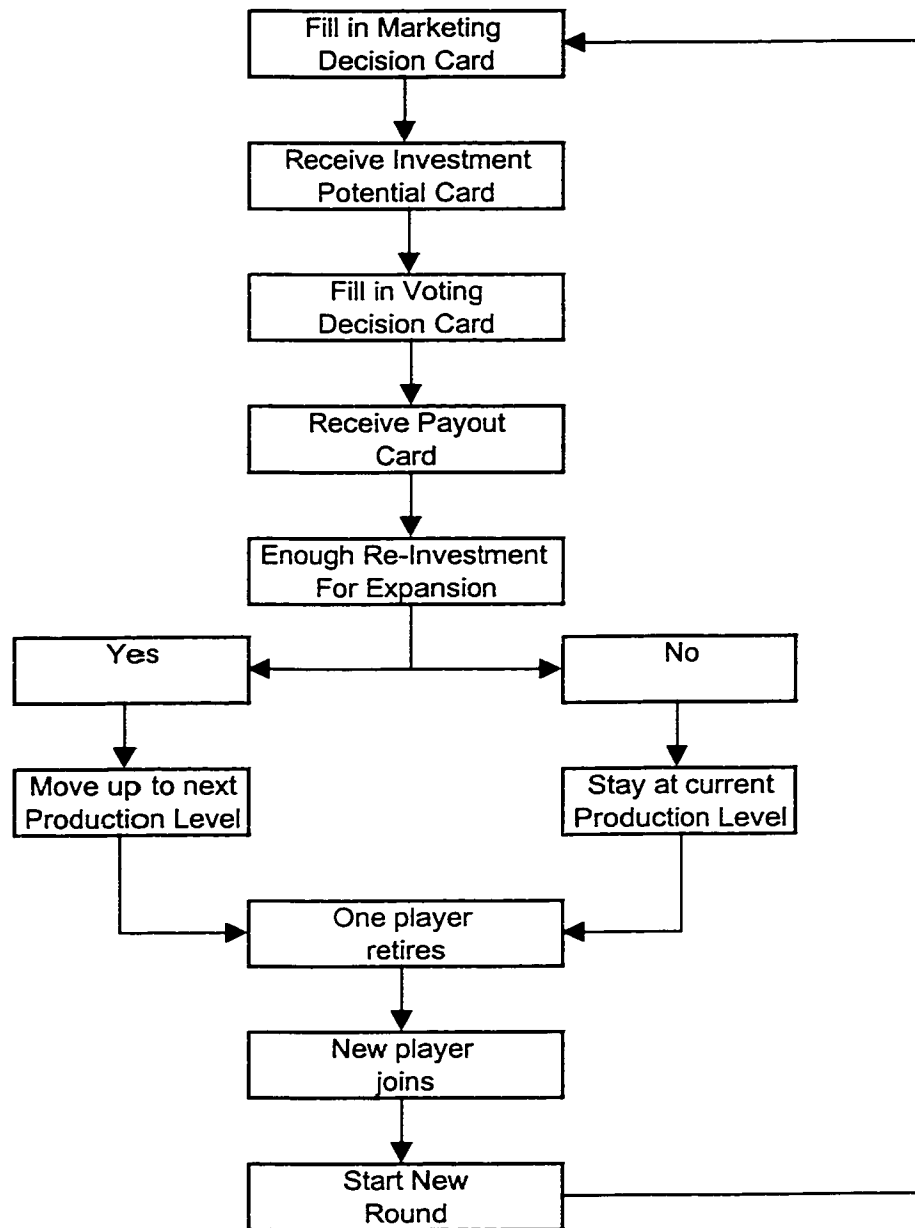 Fill in Marketing
Decision Card
Receive Investment
Potential Card
Fill in Voting
Decision Card
Receive Payout
Card
Enough Re-Investment
For Expansion
Yes
No
Move up to next
Production Level
Stay at current
Production Level
One player
retires
New player
joins
Start New
Round